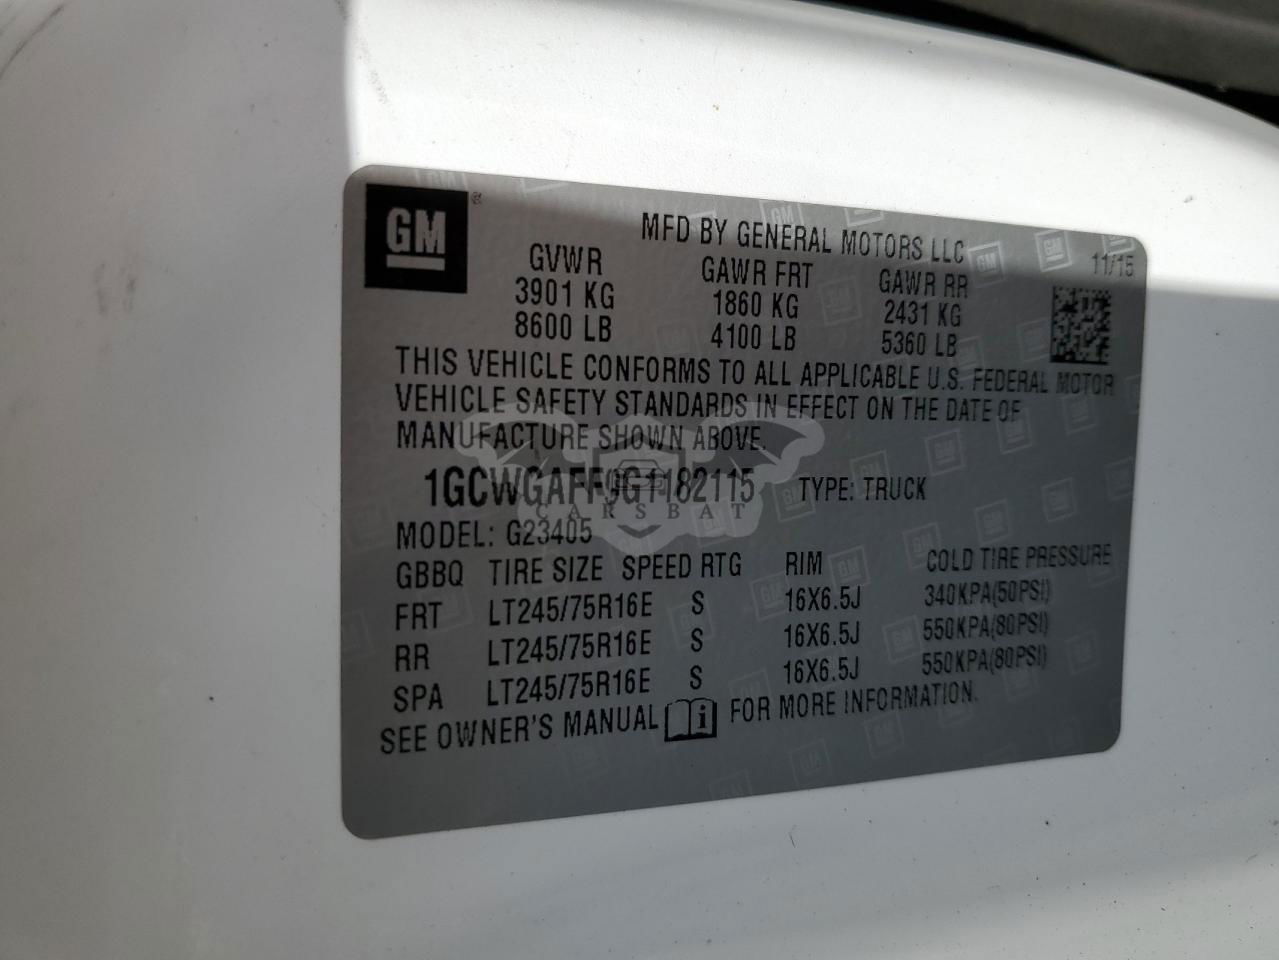 GM
MFD BY GENERAL MOTORS LLC
11/15
GVWR GAWR FRT GAWR RR
3901 KG 1860 KG 2431 KG
8600 LB 4100 LB 5360 LB
THIS VEHICLE CONFORMS TO ALL APPLICABLE U.S. FEDERAL MOTOR
VEHICLE SAFETY STANDARDS IN EFFECT ON THE DATE OF
MANUFACTURE SHOWN ABOVE.
1GCWGAFF9G1182115 TYPE: TRUCK
CARSBAT
MODEL: G23405
GBBQ TIRE SIZE SPEED RTG RIM COLD TIRE PRESSURE
FRT LT245/75R16E S 16X6.5J 340KPA(50PSI)
RR LT245/75R16E S 16X6.5J 550KPA(80PSI)
SPA LT245/75R16E S 16X6.5J 550KPA(80PSI)
SEE OWNER'S MANUAL i FOR MORE INFORMATION.